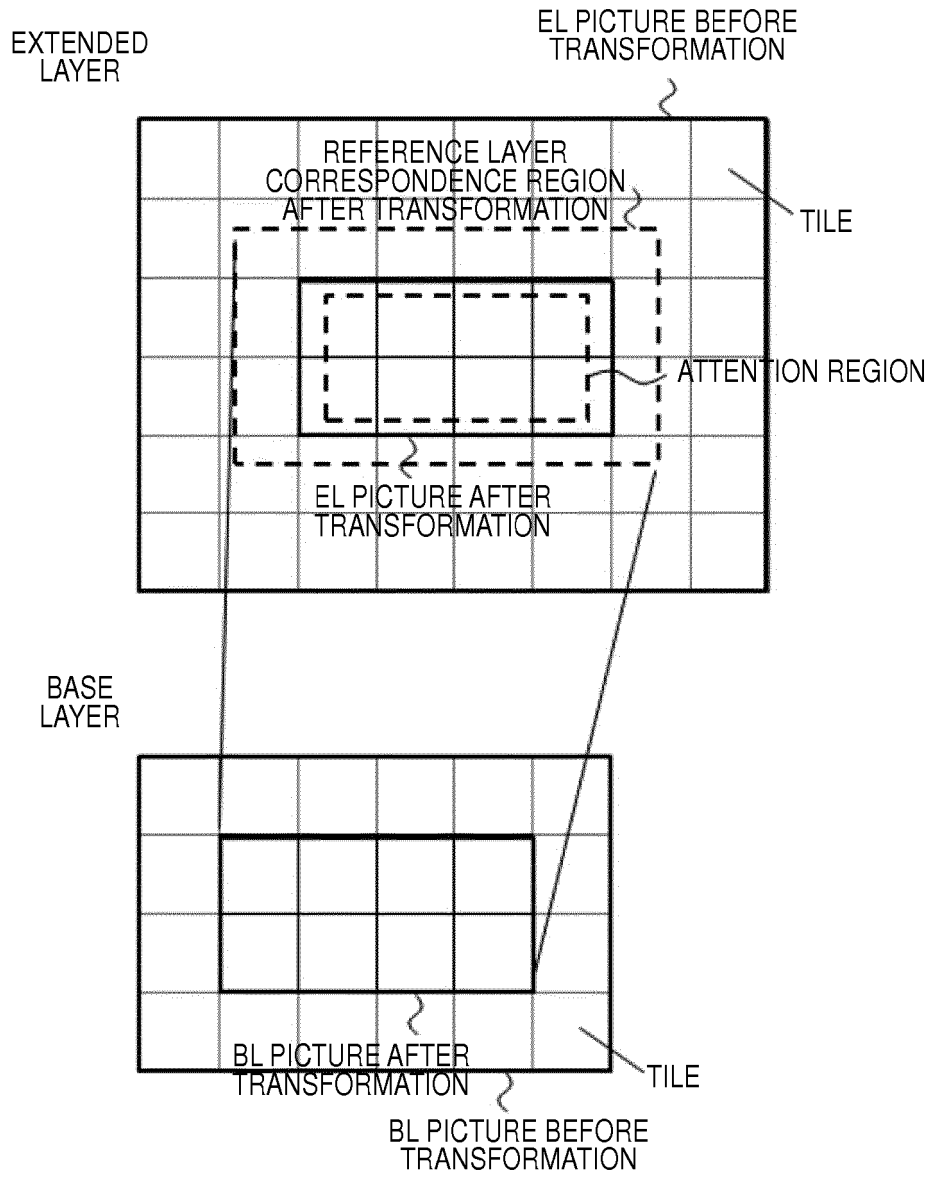 EL PICTURE BEFORE
TRANSFORMATION
EXTENDED
LAYER
REFERENCE LAYER
CORRESPONDENCE REGION
AFTER TRANSFORMATION
TILE
ATTENTION REGION
EL PICTURE AFTER
TRANSFORMATION
BASE
LAYER
BL PICTURE AFTER
TRANSFORMATION
TILE
BL PICTURE BEFORE
TRANSFORMATION